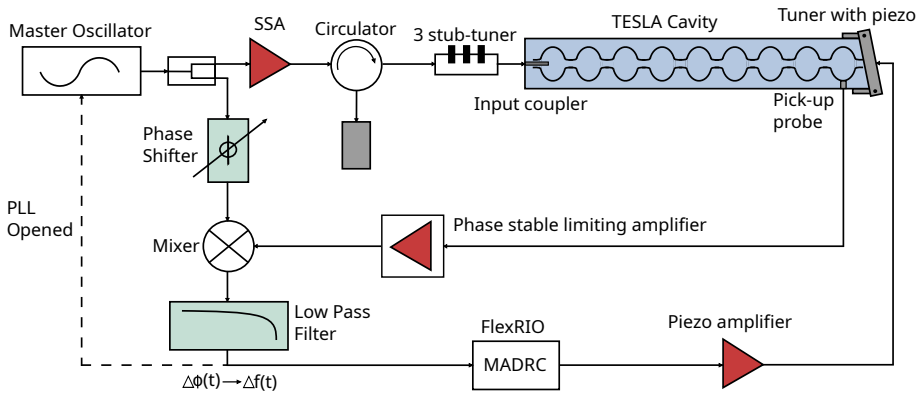 Master Oscillator
SSA
Circulator
3 stub-tuner
TESLA Cavity
Tuner with piezo
Input coupler
Pick-up
probe
Phase
Shifter
PLL
Opened
Mixer
Phase stable limiting amplifier
Low Pass
Filter
FlexRIO
MADRC
Piezo amplifier
Δϕ(t)→Δf(t)